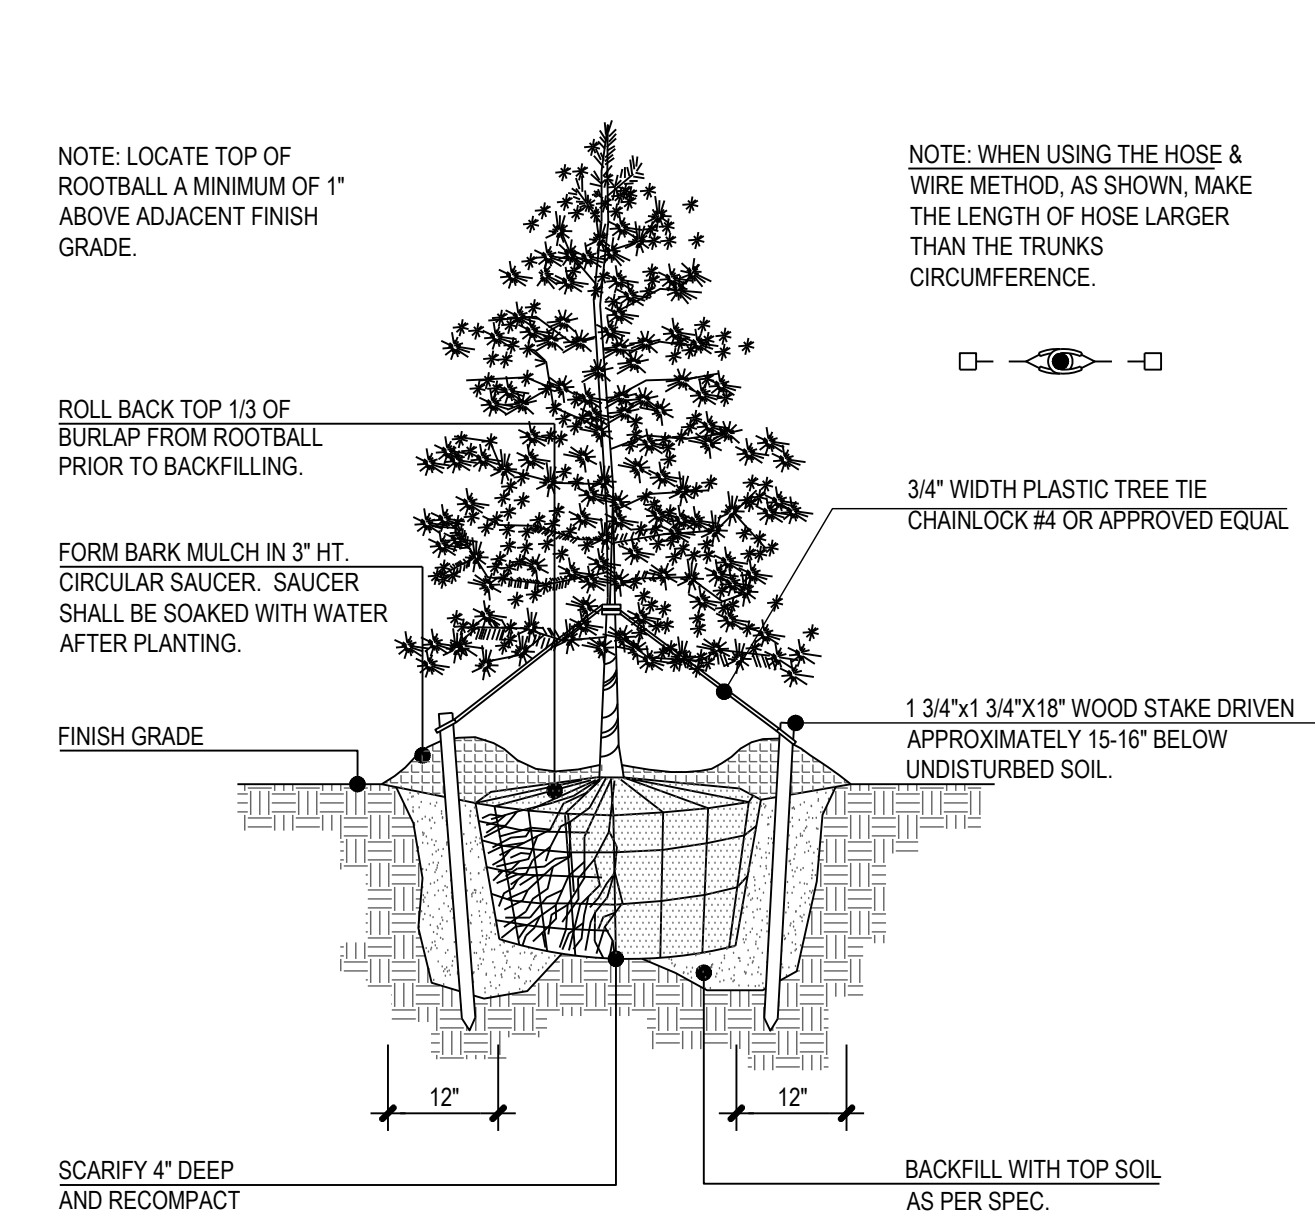 NOTE: LOCATE TOP OF
ROOTBALL A MINIMUM OF 1"
ABOVE ADJACENT FINISH
GRADE.
NOTE: WHEN USING THE HOSE &
WIRE METHOD, AS SHOWN, MAKE
THE LENGTH OF HOSE LARGER
THAN THE TRUNKS
CIRCUMFERENCE.
ROLL BACK TOP 1/3 OF
BURLAP FROM ROOTBALL
PRIOR TO BACKFILLING.
3/4" WIDTH PLASTIC TREE TIE
CHAINLOCK #4 OR APPROVED EQUAL
FORM BARK MULCH IN 3" HT.
CIRCULAR SAUCER.  SAUCER
SHALL BE SOAKED WITH WATER
AFTER PLANTING.
FINISH GRADE
1 3/4"x1 3/4"X18" WOOD STAKE DRIVEN
APPROXIMATELY 15-16" BELOW
UNDISTURBED SOIL.
12"
12"
SCARIFY 4" DEEP
AND RECOMPACT
BACKFILL WITH TOP SOIL
AS PER SPEC.